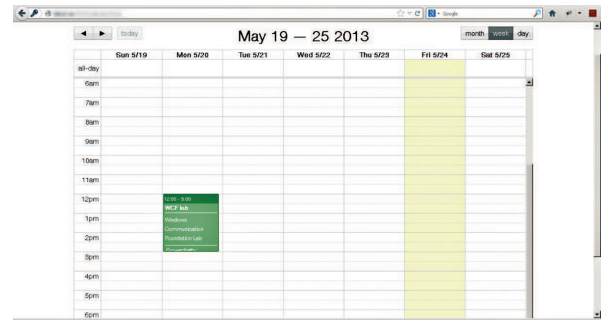 Google
today
May 19 — 25 2013
month week day
Sun 5/19 Mon 5/20 Tue 5/21 Wed 5/22 Thu 5/23 Fri 5/24 Sat 5/25
all-day
6am
7am
8am
9am
10am
11am
12pm
12:00 - 3:00
WCF lab
1pm
Windows
Communication
2pm
Foundation Lab
3pm
4pm
5pm
6pm